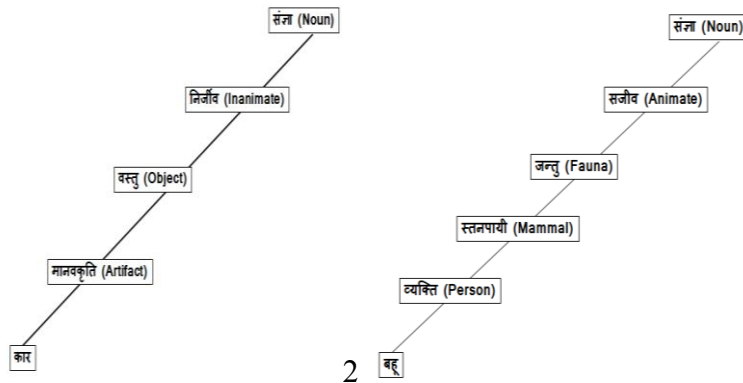 संज्ञा (Noun)
निर्जीव (Inanimate)
वस्तु (Object)
मानवकृति (Artifact)
कार
2
संज्ञा (Noun)
सजीव (Animate)
जन्तु (Fauna)
स्तनपायी (Mammal)
व्यक्ति (Person)
बहू